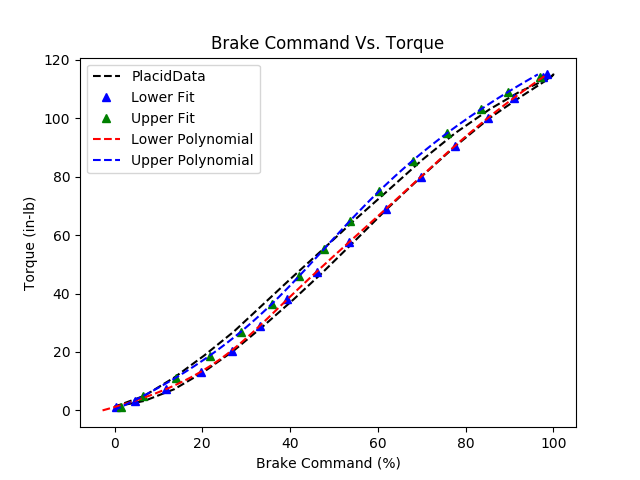 Brake Command Vs. Torque
PlacidData
Lower Fit
Upper Fit
Lower Polynomial
Upper Polynomial
Torque (in-lb)
120
100
80
60
40
20
0
0 20 40 60 80 100
Brake Command (%)